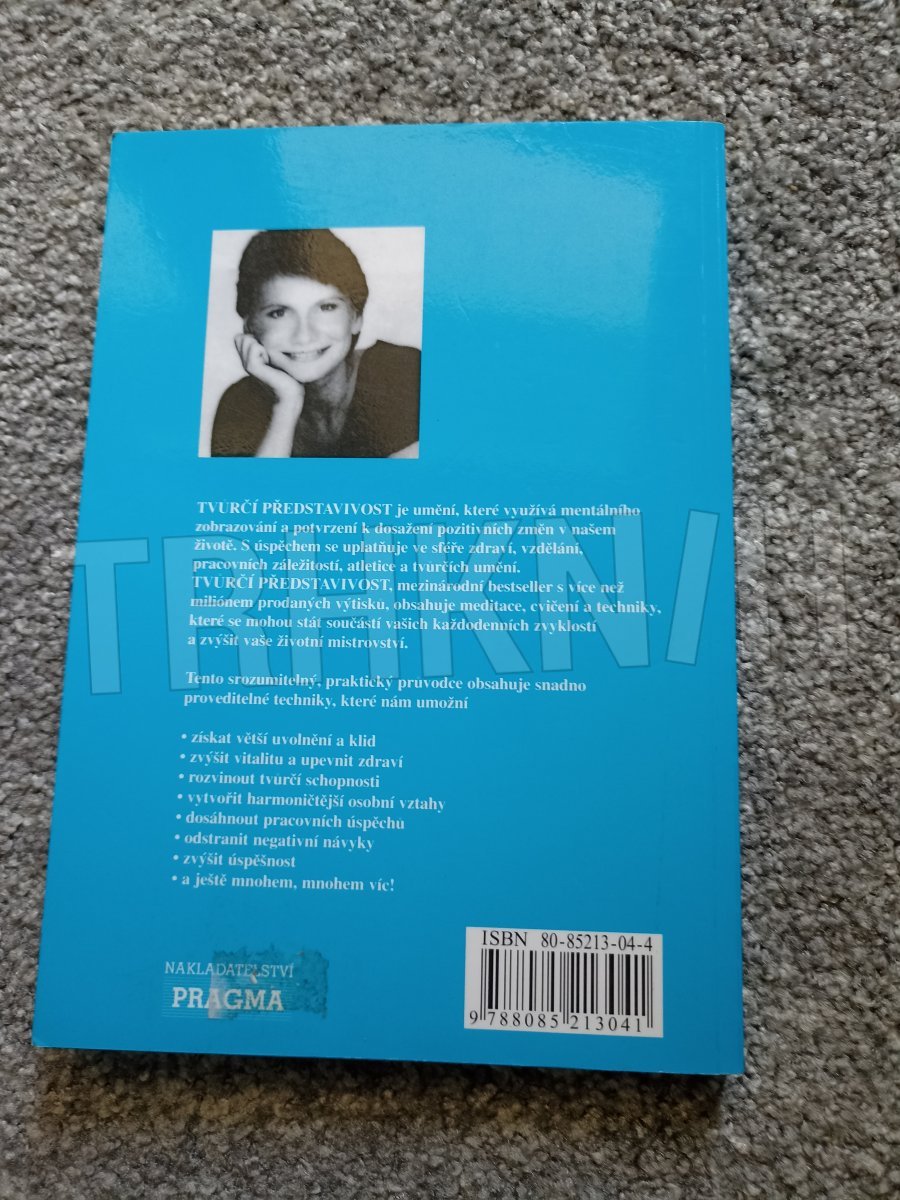 TVŮRČÍ PŘEDSTAVIVOST je umění, které využívá mentálního
zobrazování a potvrzení k dosažení pozitivních změn v našem
životě. S úspěchem se uplatňuje ve sféře zdraví, vzdělání,
pracovních záležitostí, atletice a tvůrčích umění.
TVŮRČÍ PŘEDSTAVIVOST, mezinárodní bestseller s více než
miliónem prodaných výtisků, obsahuje meditace, cvičení a techniky,
které se mohou stát součástí vašich každodenních zvyklostí
a zvýšit vaše životní mistrovství.
TRHKNIH
Tento srozumitelný, praktický průvodce obsahuje snadno
proveditelné techniky, které nám umožní
• získat větší uvolnění a klid
• zvýšit vitalitu a upevnit zdraví
• rozvinout tvůrčí schopnosti
• vytvořit harmoničtější osobní vztahy
• dosáhnout pracovních úspěchů
• odstranit negativní návyky
• zvýšit úspěšnost
• a ještě mnohem, mnohem víc!
NAKLADATELSTVÍ
PRAGMA
ISBN 80-85213-04-4
9 788085 213041